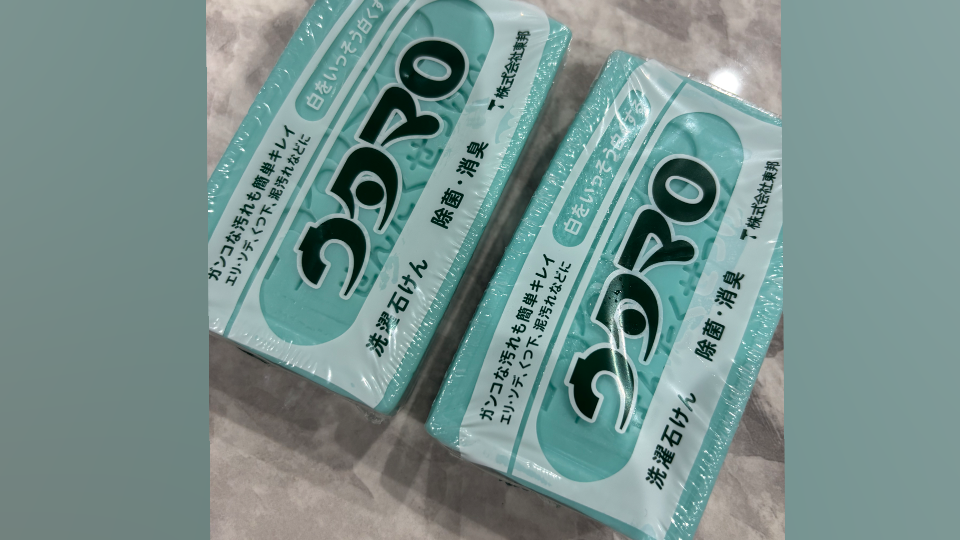 白をいっそう白くす
ガンコな汚れも簡単キレイ
エリ・ソデ、くつ下、泥汚れなどに
ウタマロ
洗濯石けん
除菌・消臭
株式会社東邦
白をいっそう白くす
ガンコな汚れも簡単キレイ
エリ・ソデ、くつ下、泥汚れなどに
ウタマロ
洗濯石けん
除菌・消臭
株式会社東邦